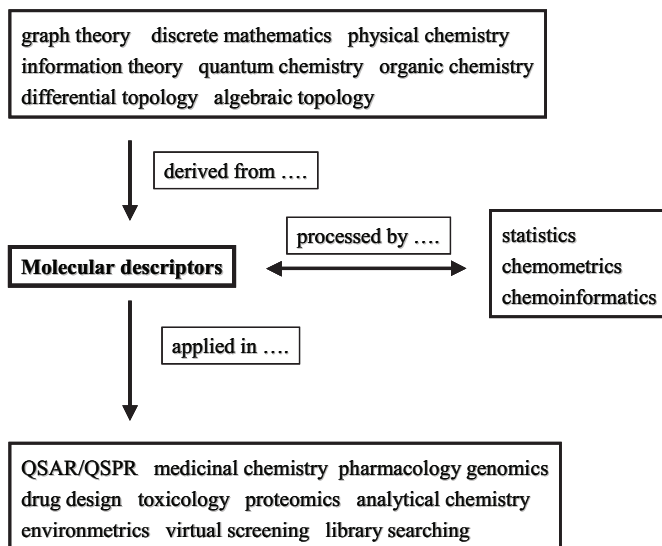 graph theory discrete mathematics physical chemistry
information theory quantum chemistry organic chemistry
differential topology algebraic topology
derived from ….
processed by ….
statistics
chemometrics
chemoinformatics
Molecular descriptors
applied in ….
QSAR/QSPR medicinal chemistry pharmacology genomics
drug design toxicology proteomics analytical chemistry
environmetrics virtual screening library searching